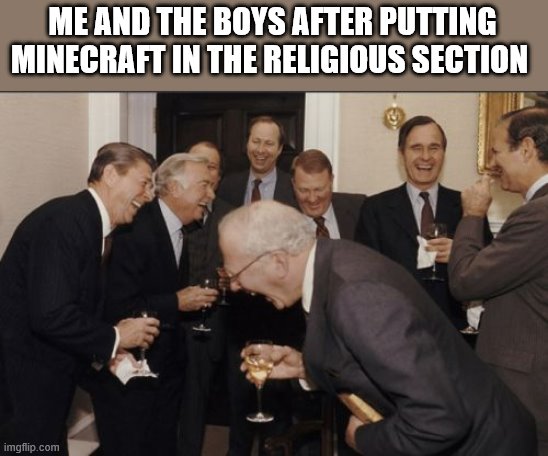 ME AND THE BOYS AFTER PUTTING
MINECRAFT IN THE RELIGIOUS SECTION
imgflip.com